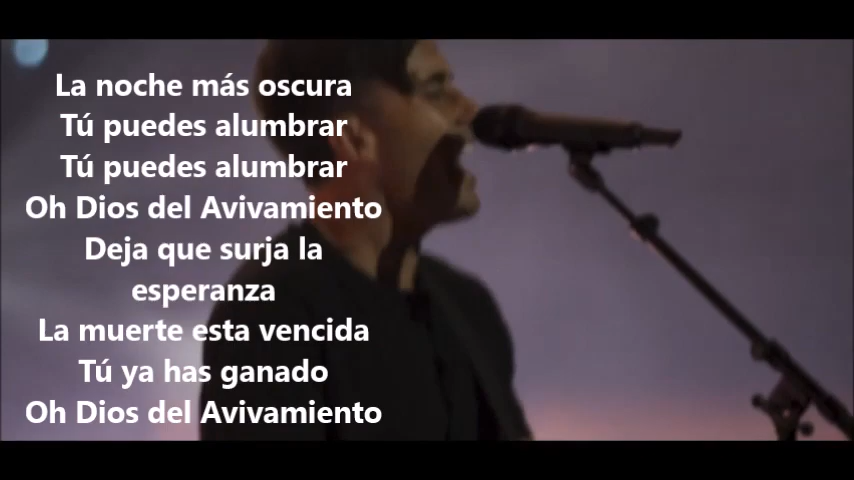 La noche más oscura
Tú puedes alumbrar
Tú puedes alumbrar
Oh Dios del Avivamiento
Deja que surja la
esperanza
La muerte esta vencida
Tú ya has ganado
Oh Dios del Avivamiento